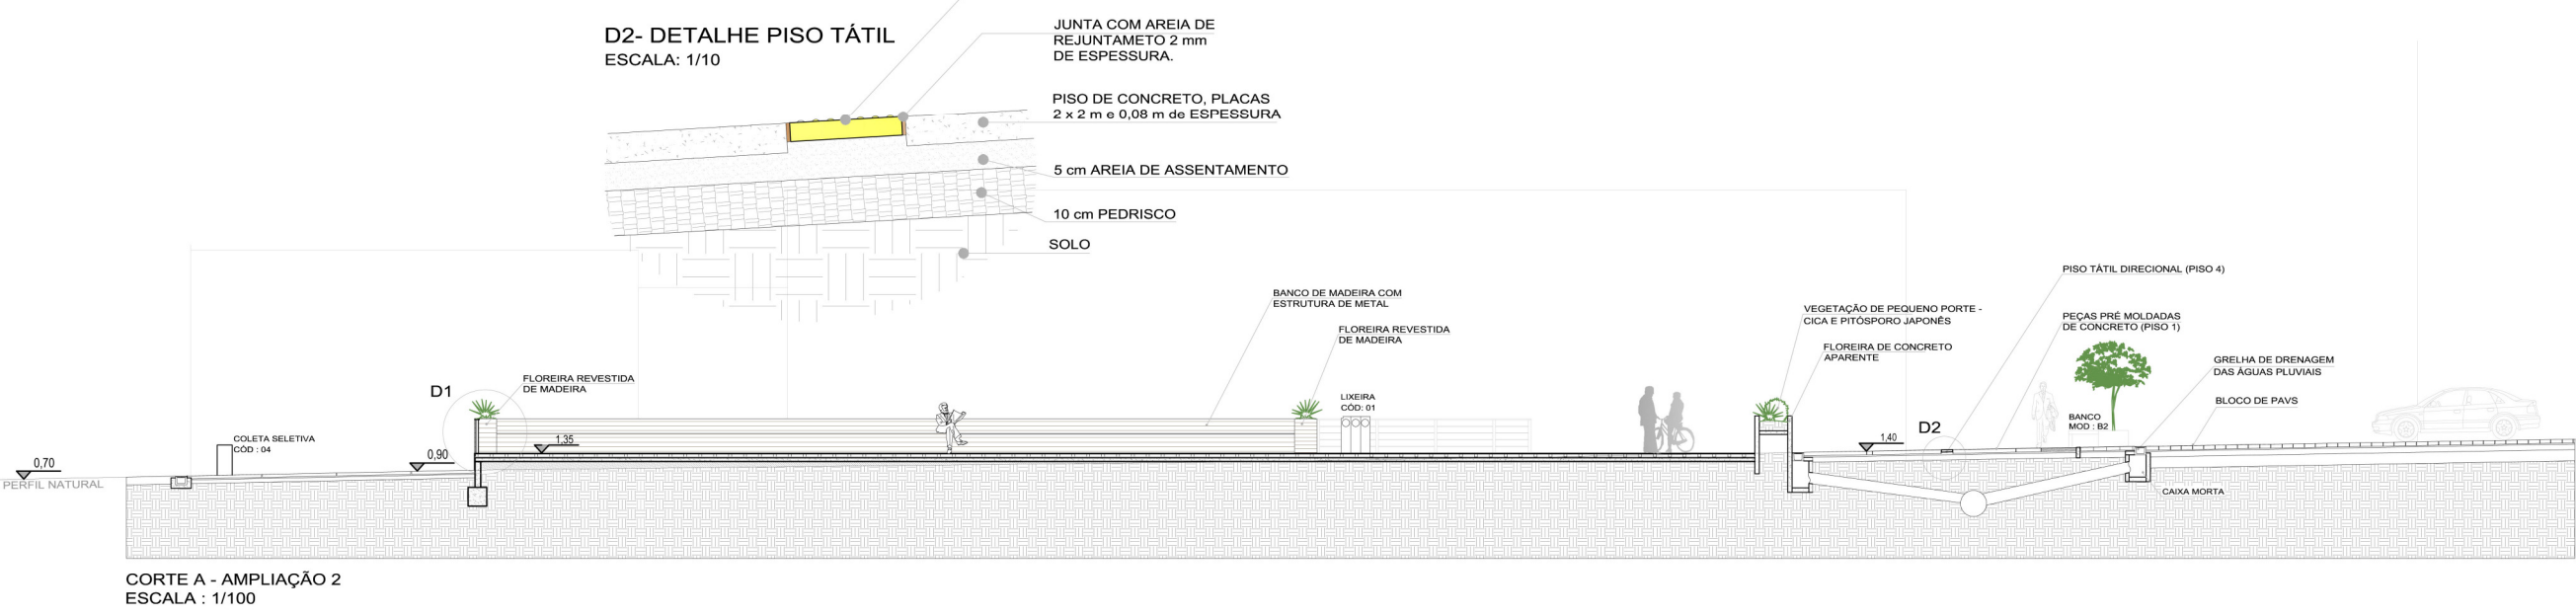 D2- DETALHE PISO TÁTIL
ESCALA: 1/10
JUNTA COM AREIA DE
REJUNTAMETO 2 mm
DE ESPESSURA.
PISO DE CONCRETO, PLACAS
2 x 2 m e 0,08 m de ESPESSURA
5 cm AREIA DE ASSENTAMENTO
10 cm PEDRISCO
SOLO
0,70
PERFIL NATURAL
COLETA SELETIVA
CÓD : 04
0,90
D1
FLOREIRA REVESTIDA
DE MADEIRA
1,35
BANCO DE MADEIRA COM
ESTRUTURA DE METAL
FLOREIRA REVESTIDA
DE MADEIRA
LIXEIRA
CÓD: 01
VEGETAÇÃO DE PEQUENO PORTE -
CICA E PITÓSPORO JAPONÊS
FLOREIRA DE CONCRETO
APARENTE
1,40
D2
PISO TÁTIL DIRECIONAL (PISO 4)
PEÇAS PRÉ MOLDADAS
DE CONCRETO (PISO 1)
BANCO
MOD : B2
GRELHA DE DRENAGEM
DAS ÁGUAS PLUVIAIS
BLOCO DE PAVS
CAIXA MORTA
CORTE A - AMPLIAÇÃO 2
ESCALA : 1/100